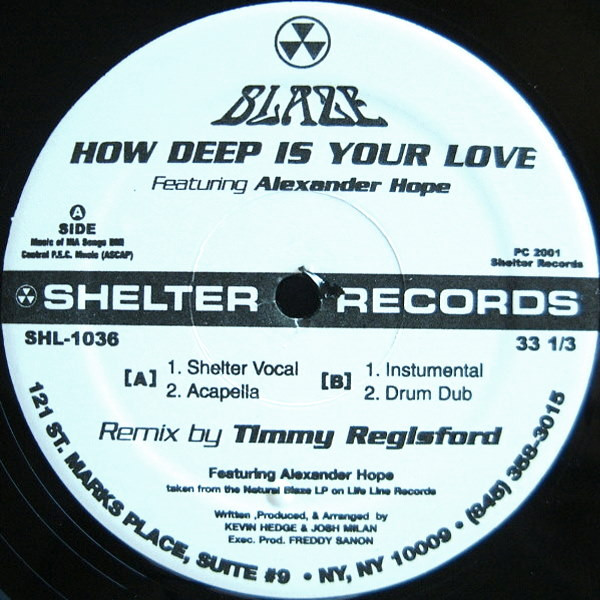 BLAZE
HOW DEEP IS YOUR LOVE
Featuring Alexander Hope
A
SIDE
Music of MIA Songs BMI
Central P.E.C. Music (ASCAP)
PC 2001
Shelter Records
SHELTER RECORDS
SHL-1036
33 1/3
[A] 1. Shelter Vocal
2. Acapella
[B] 1. Instumental
2. Drum Dub
Remix by Timmy Regisford
Featuring Alexander Hope
taken from the Natural Blaze LP on Life Line Records
Written ,Produced, & Arranged by
KEVIN HEDGE & JOSH MILAN
Exec. Prod. FREDDY SANON
121 ST. MARKS PLACE, SUITE #9 • NY, NY 10009 • (845) 358-3015